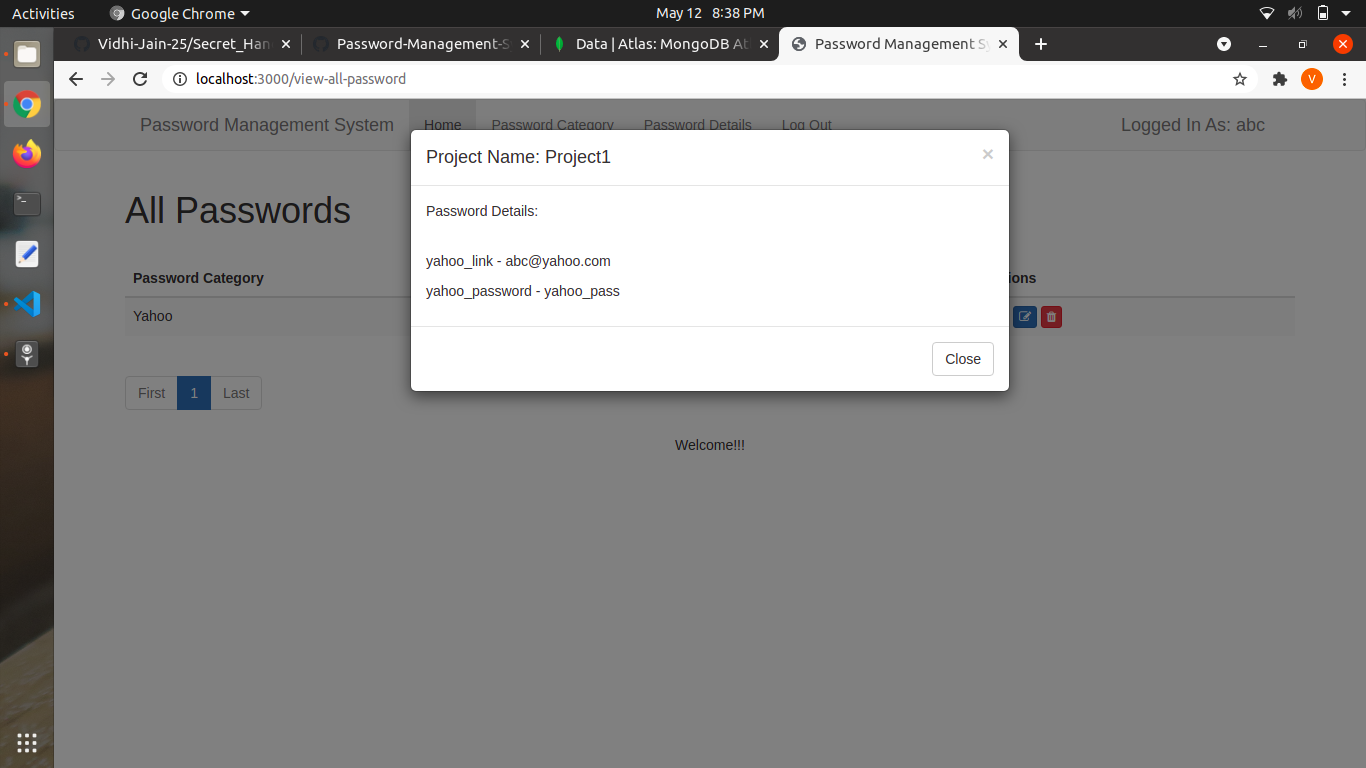 Activities Google Chrome May 12 8:38 PM
Vidhi-Jain-25/Secret_Han Password-Management-S Data | Atlas: MongoDB At Password Management Sy
localhost:3000/view-all-password V
Password Management System Home Password Category Password Details Log Out Logged In As: abc
Project Name: Project1 ×
All Passwords
Password Details:
yahoo_link - abc@yahoo.com
Password Category ions
yahoo_password - yahoo_pass
Yahoo
Close
First 1 Last
Welcome!!!